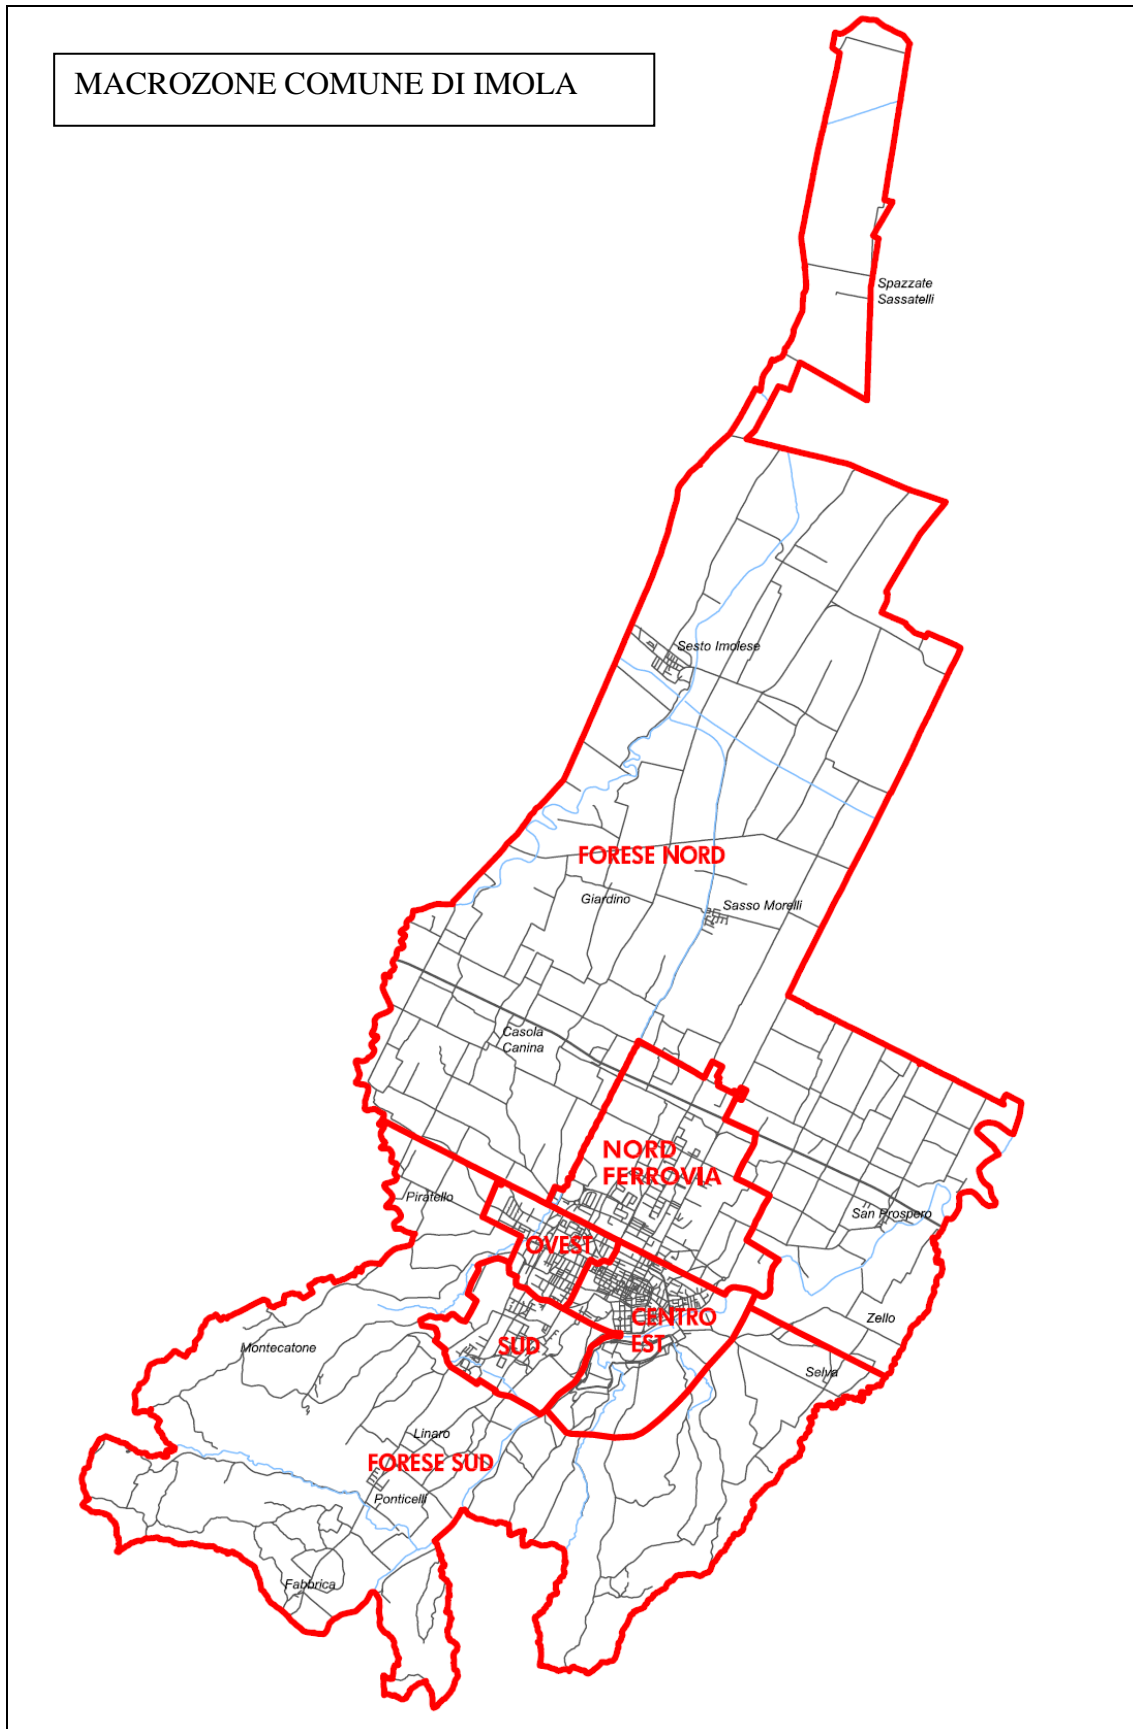 MACROZONE COMUNE DI IMOLA
Spazzate
Sassatelli
Sesto Imolese
FORESE NORD
Giardino
Sasso Morelli
Casola
Canina
NORD
FERROVIA
Piratello
San Prospero
OVEST
CENTRO
EST
Zello
SUD
Montecatone
Selva
Linaro
FORESE SUD
Ponticelli
Fabbrica